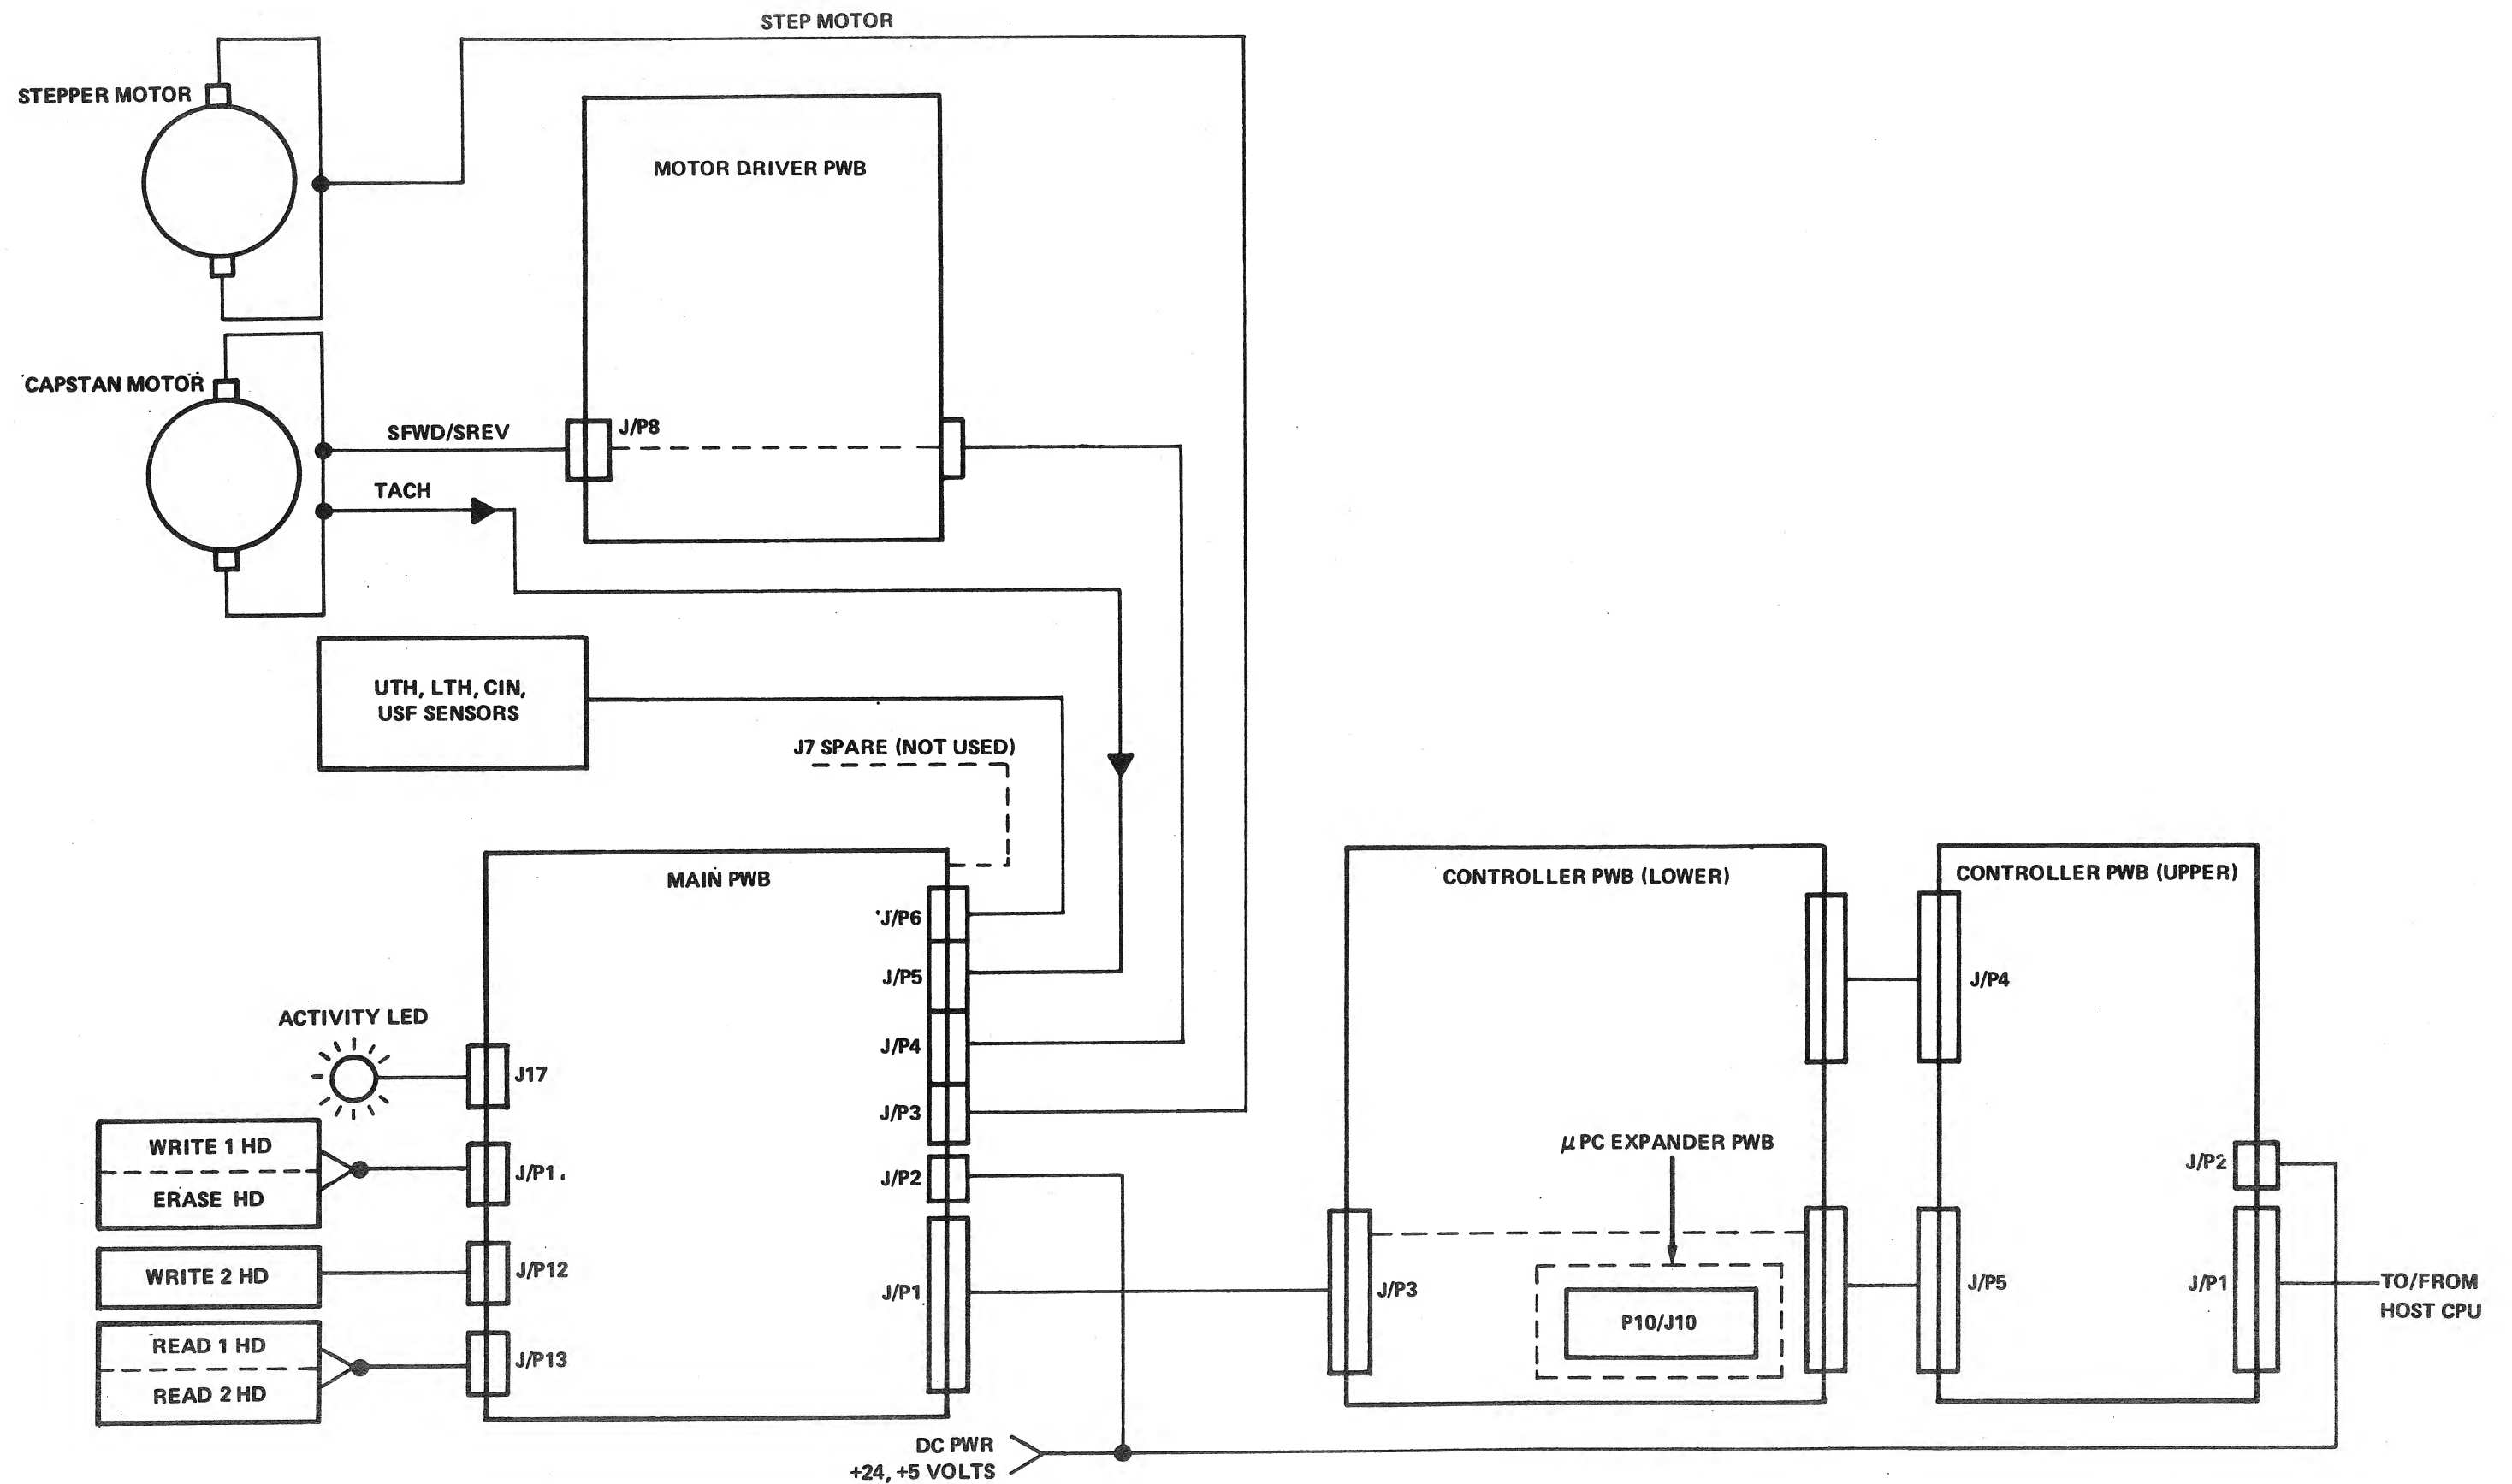 STEP MOTOR
STEPPER MOTOR
MOTOR DRIVER PWB
CAPSTAN MOTOR
SFWD/SREV
J/P8
TACH
UTH, LTH, CIN,
USF SENSORS
J7 SPARE (NOT USED)
MAIN PWB
CONTROLLER PWB (LOWER)
CONTROLLER PWB (UPPER)
J/P6
J/P5
J/P4
ACTIVITY LED
J/P4
J17
J/P3
WRITE 1 HD
ERASE HD
μPC EXPANDER PWB
J/P2
J/P2
WRITE 2 HD
J/P12
J/P1
J/P3
J/P5
J/P1
TO/FROM
HOST CPU
P10/J10
READ 1 HD
READ 2 HD
J/P13
DC PWR
+24, +5 VOLTS